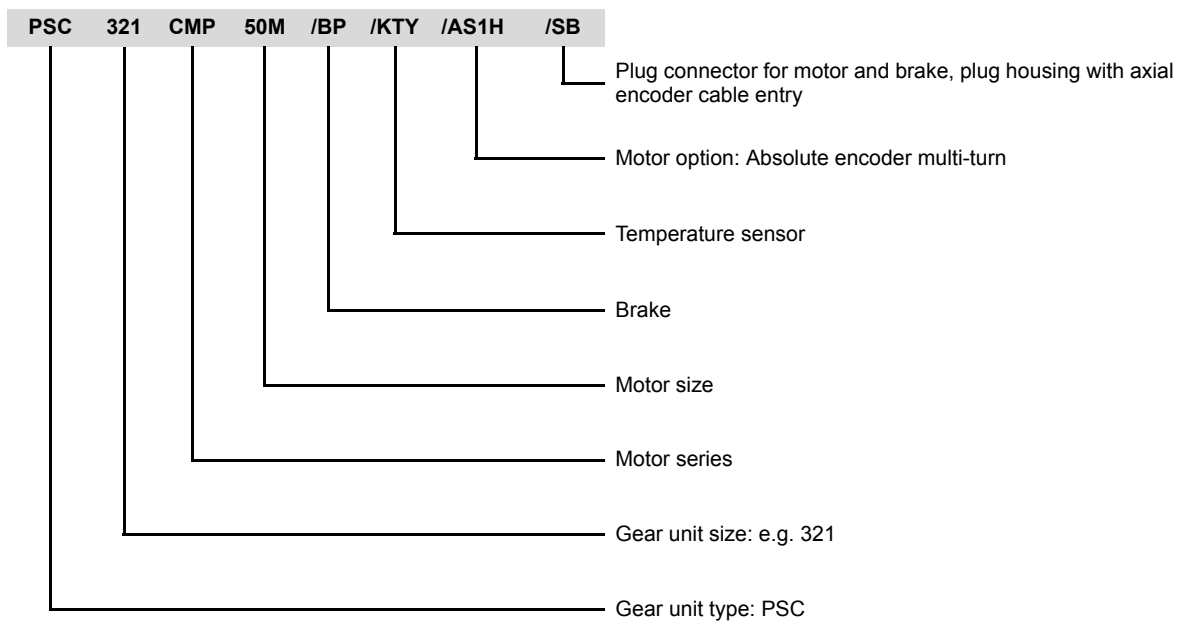 PSC 321 CMP 50M /BP /KTY /AS1H /SB
Plug connector for motor and brake, plug housing with axial
encoder cable entry
Motor option: Absolute encoder multi-turn
Temperature sensor
Brake
Motor size
Motor series
Gear unit size: e.g. 321
Gear unit type: PSC